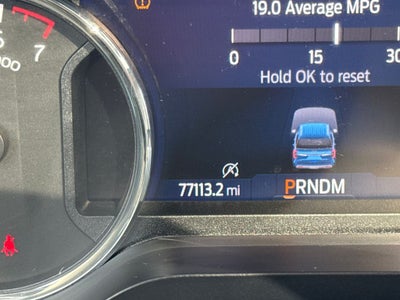 19.0 Average MPG
7
0 15 30
Hold OK to reset
77113.2 mi
PRNDM